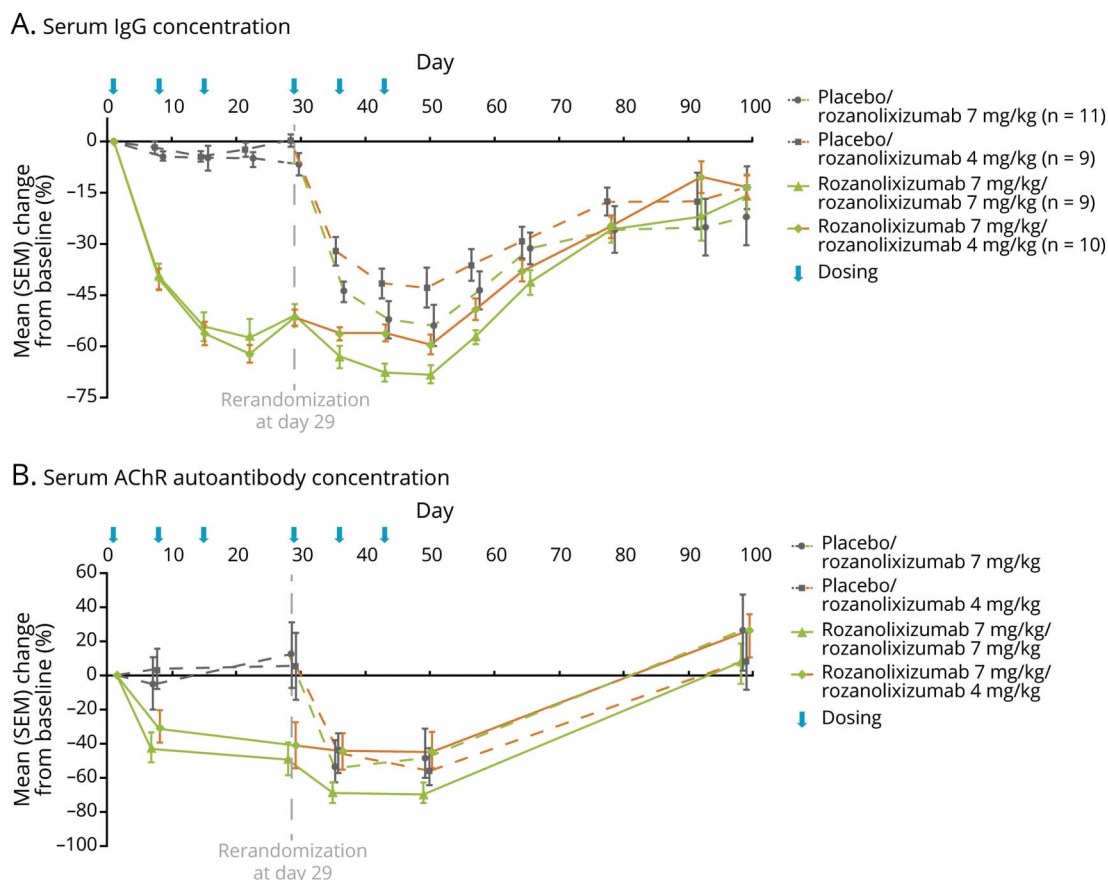 A. Serum IgG concentration
Day
0 10 20 30 40 50 60 70 80 90 100
0
–15
–30
–45
–60
–75
Mean (SEM) change
from baseline (%)
Rerandomization
at day 29
Placebo/
rozanolixizumab 7 mg/kg (n = 11)
Placebo/
rozanolixizumab 4 mg/kg (n = 9)
Rozanolixizumab 7 mg/kg/
rozanolixizumab 7 mg/kg (n = 9)
Rozanolixizumab 7 mg/kg/
rozanolixizumab 4 mg/kg (n = 10)
Dosing
B. Serum AChR autoantibody concentration
Day
0 10 20 30 40 50 60 70 80 90 100
60
40
20
0
–20
–40
–60
–80
–100
Mean (SEM) change
from baseline (%)
Rerandomization
at day 29
Placebo/
rozanolixizumab 7 mg/kg
Placebo/
rozanolixizumab 4 mg/kg
Rozanolixizumab 7 mg/kg/
rozanolixizumab 7 mg/kg
Rozanolixizumab 7 mg/kg/
rozanolixizumab 4 mg/kg
Dosing